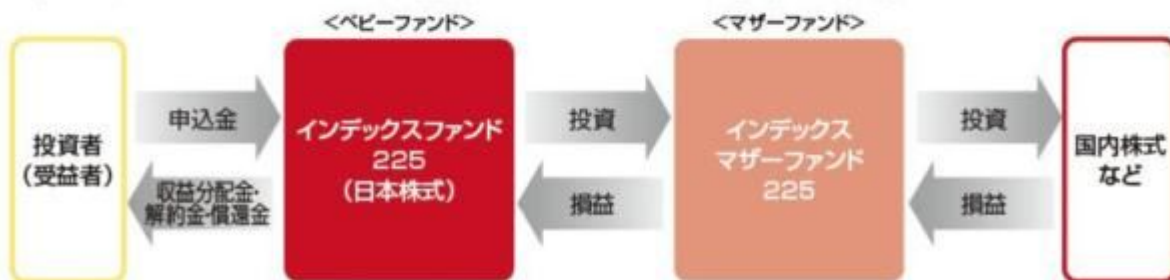 <ベビーファンド>
<マザーファンド>
投資者
(受益者)
申込金
収益分配金・
解約金・償還金
インデックスファンド
225
(日本株式)
投資
損益
インデックス
マザーファンド
225
投資
損益
国内株式
など